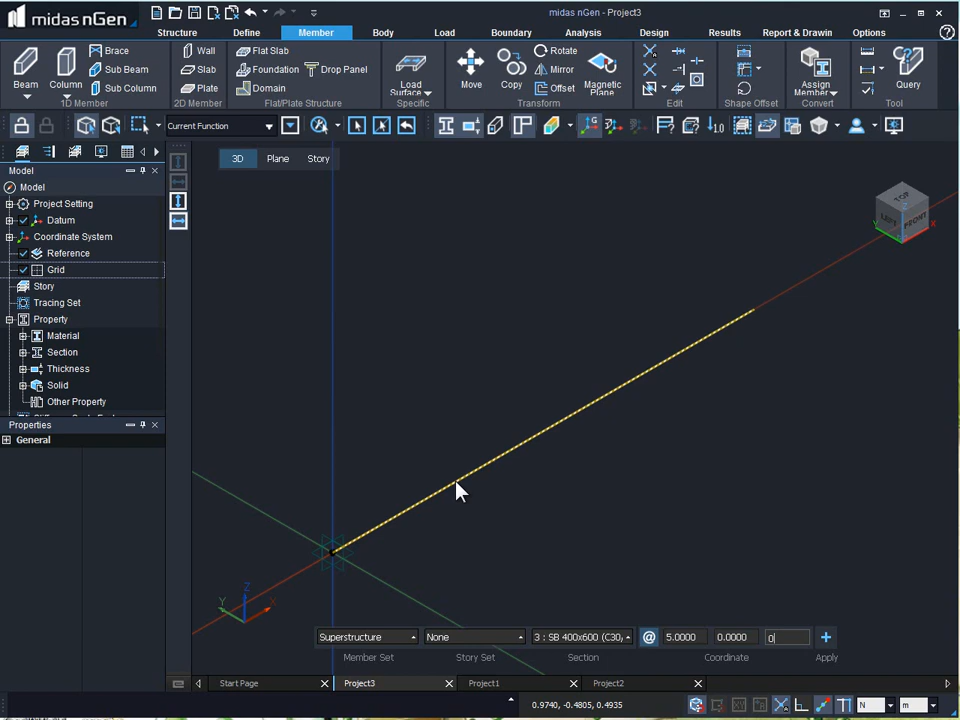 midas nGen
midas nGen - Project3
Structure Define Member Body Load Boundary Analysis Design Results Report & Drawin Options
Beam
Column
Brace
Sub Beam
Sub Column
1D Member
Wall
Slab
Plate
2D Member
Flat Slab
Foundation
Drop Panel
Domain
Flat/Plate Structure
Load
Surface
Specific
Move
Copy
Rotate
Mirror
Offset
Magnetic
Plane
Transform
Edit
Shape Offset
Assign
Member
Convert
Query
Tool
Current Function
Model
Model
Project Setting
Datum
Coordinate System
Reference
Grid
Story
Tracing Set
Property
Material
Section
Thickness
Solid
Other Property
Properties
General
3D Plane Story
TOP
LEFT
FRONT
Z
Y
X
Z
Y
X
Superstructure None 3 : SB 400x600 (C30, @ 5.0000 0.0000 0
Member Set Story Set Section Coordinate Apply
Start Page Project3 Project1 Project2
0.9740, -0.4805, 0.4935
N m